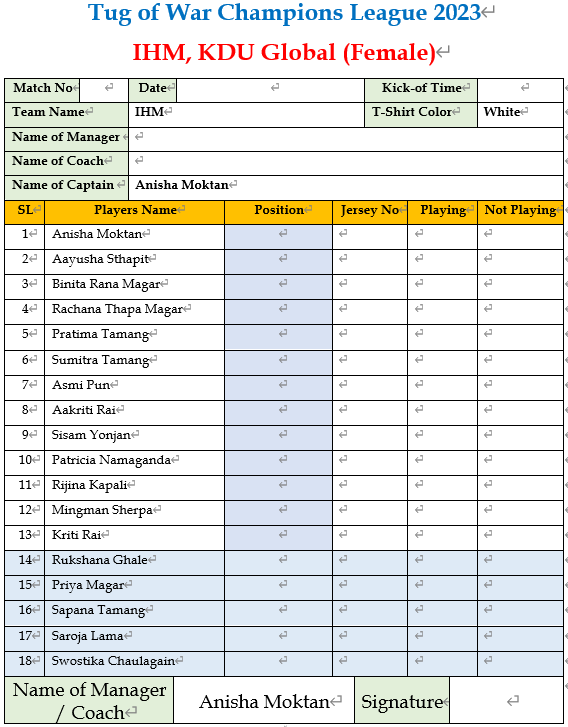 Tug of War Champions League 2023
IHM, KDU Global (Female)
Match No Date Kick-of Time
Team Name IHM T-Shirt Color White
Name of Manager
Name of Coach
Name of Captain Anisha Moktan
SL Players Name Position Jersey No Playing Not Playing
1 Anisha Moktan
2 Aayusha Sthapit
3 Binita Rana Magar
4 Rachana Thapa Magar
5 Pratima Tamang
6 Sumitra Tamang
7 Asmi Pun
8 Aakriti Rai
9 Sisam Yonjan
10 Patricia Namaganda
11 Rijina Kapali
12 Mingman Sherpa
13 Kriti Rai
14 Rukshana Ghale
15 Priya Magar
16 Sapana Tamang
17 Saroja Lama
18 Swostika Chaulagain
Name of Manager
/ Coach Anisha Moktan Signature